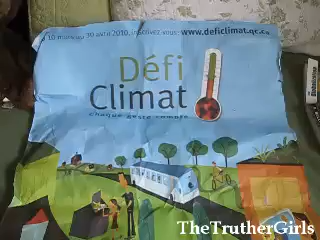 10 mars au 30 avril 2010, inscrivez-vous: www.deficlimat.qc.ca
Défi
Climat
chaque geste compte
TheTrutherGirls